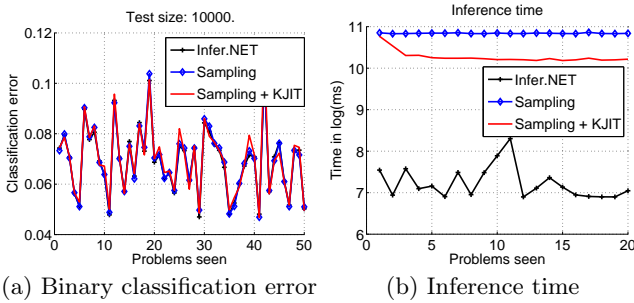 Test size: 10000.
Classification error
0.12
0.1
0.08
0.06
0.04
Infer.NET
Sampling
Sampling + KJIT
0 10 20 30 40 50
Problems seen
(a) Binary classification error
Inference time
Time in log(ms)
11
10
9
8
7
6
Infer.NET
Sampling
Sampling + KJIT
0 5 10 15 20
Problems seen
(b) Inference time